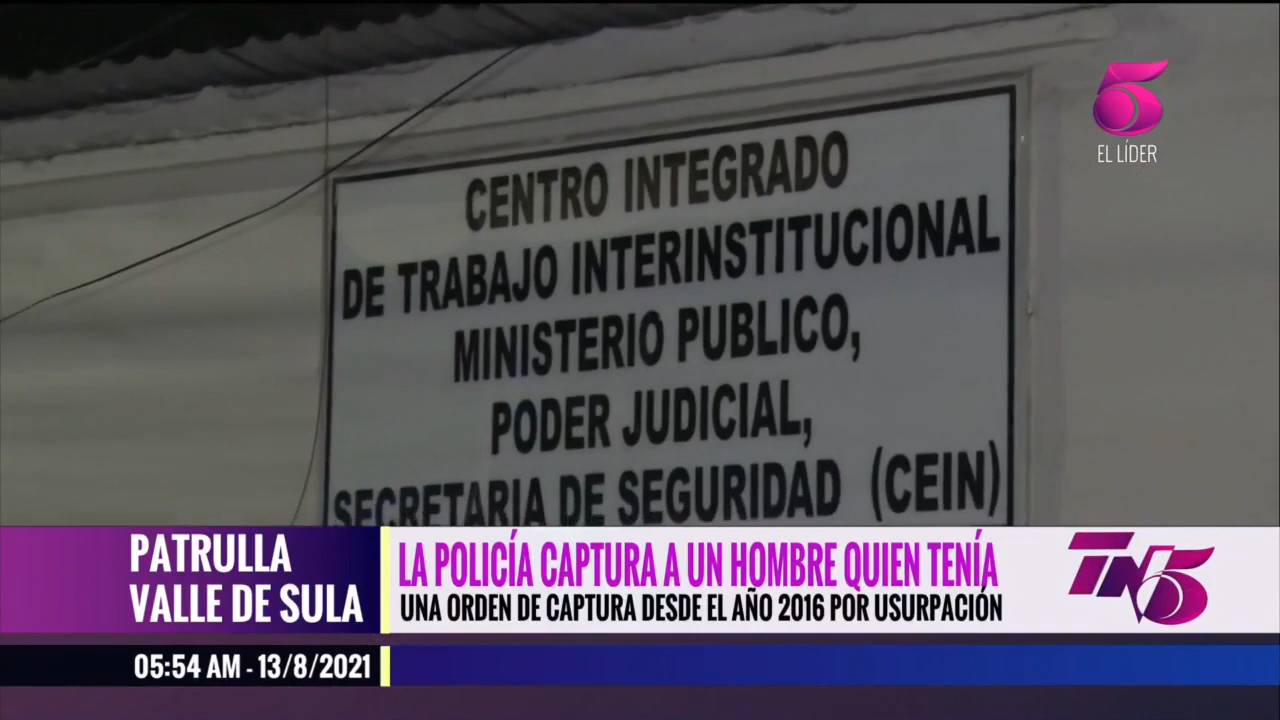 5
EL LÍDER
CENTRO INTEGRADO
DE TRABAJO INTERINSTITUCIONAL
MINISTERIO PUBLICO,
PODER JUDICIAL,
SECRETARIA DE SEGURIDAD (CEIN)
PATRULLA
VALLE DE SULA
LA POLICÍA CAPTURA A UN HOMBRE QUIEN TENÍA
UNA ORDEN DE CAPTURA DESDE EL AÑO 2016 POR USURPACIÓN
TN5
05:54 AM - 13/8/2021